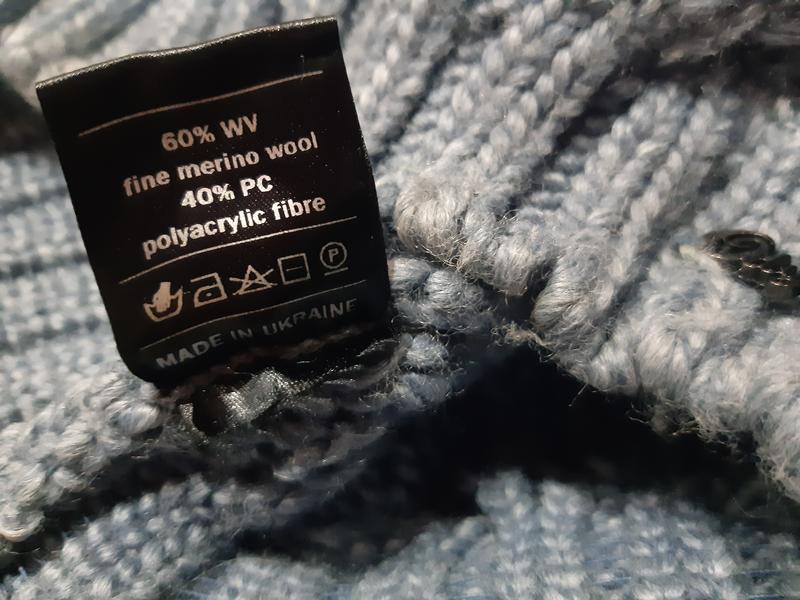 60% WV
fine merino wool
40% PC
polyacrylic fibre
P
MADE IN UKRAINE